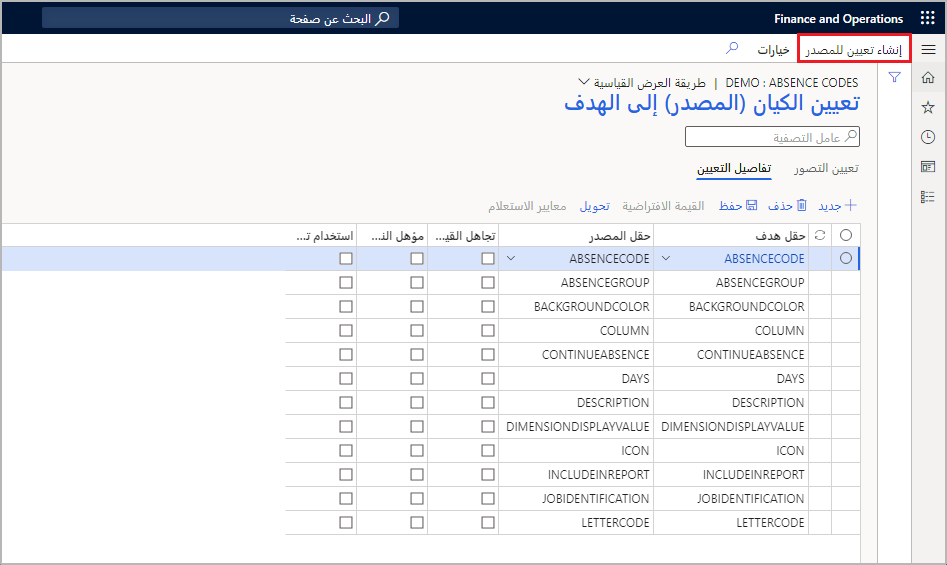 Finance and Operations
البحث عن صفحة
إنشاء تعيين للمصدر خيارات
DEMO : ABSENCE CODES | طريقة العرض القياسية
تعيين الكيان (المصدر) إلى الهدف
عامل التصفية
تعيين التصور تفاصيل التعيين
جديد حذف حفظ القيمة الافتراضية تحويل معايير الاستعلام
حقل هدف حقل المصدر تجاهل القيـ... مؤهل النـ... استخدام تـ...
ABSENCECODE ABSENCECODE
ABSENCEGROUP ABSENCEGROUP
BACKGROUNDCOLOR BACKGROUNDCOLOR
COLUMN COLUMN
CONTINUEABSENCE CONTINUEABSENCE
DAYS DAYS
DESCRIPTION DESCRIPTION
DIMENSIONDISPLAYVALUE DIMENSIONDISPLAYVALUE
ICON ICON
INCLUDEINREPORT INCLUDEINREPORT
JOBIDENTIFICATION JOBIDENTIFICATION
LETTERCODE LETTERCODE